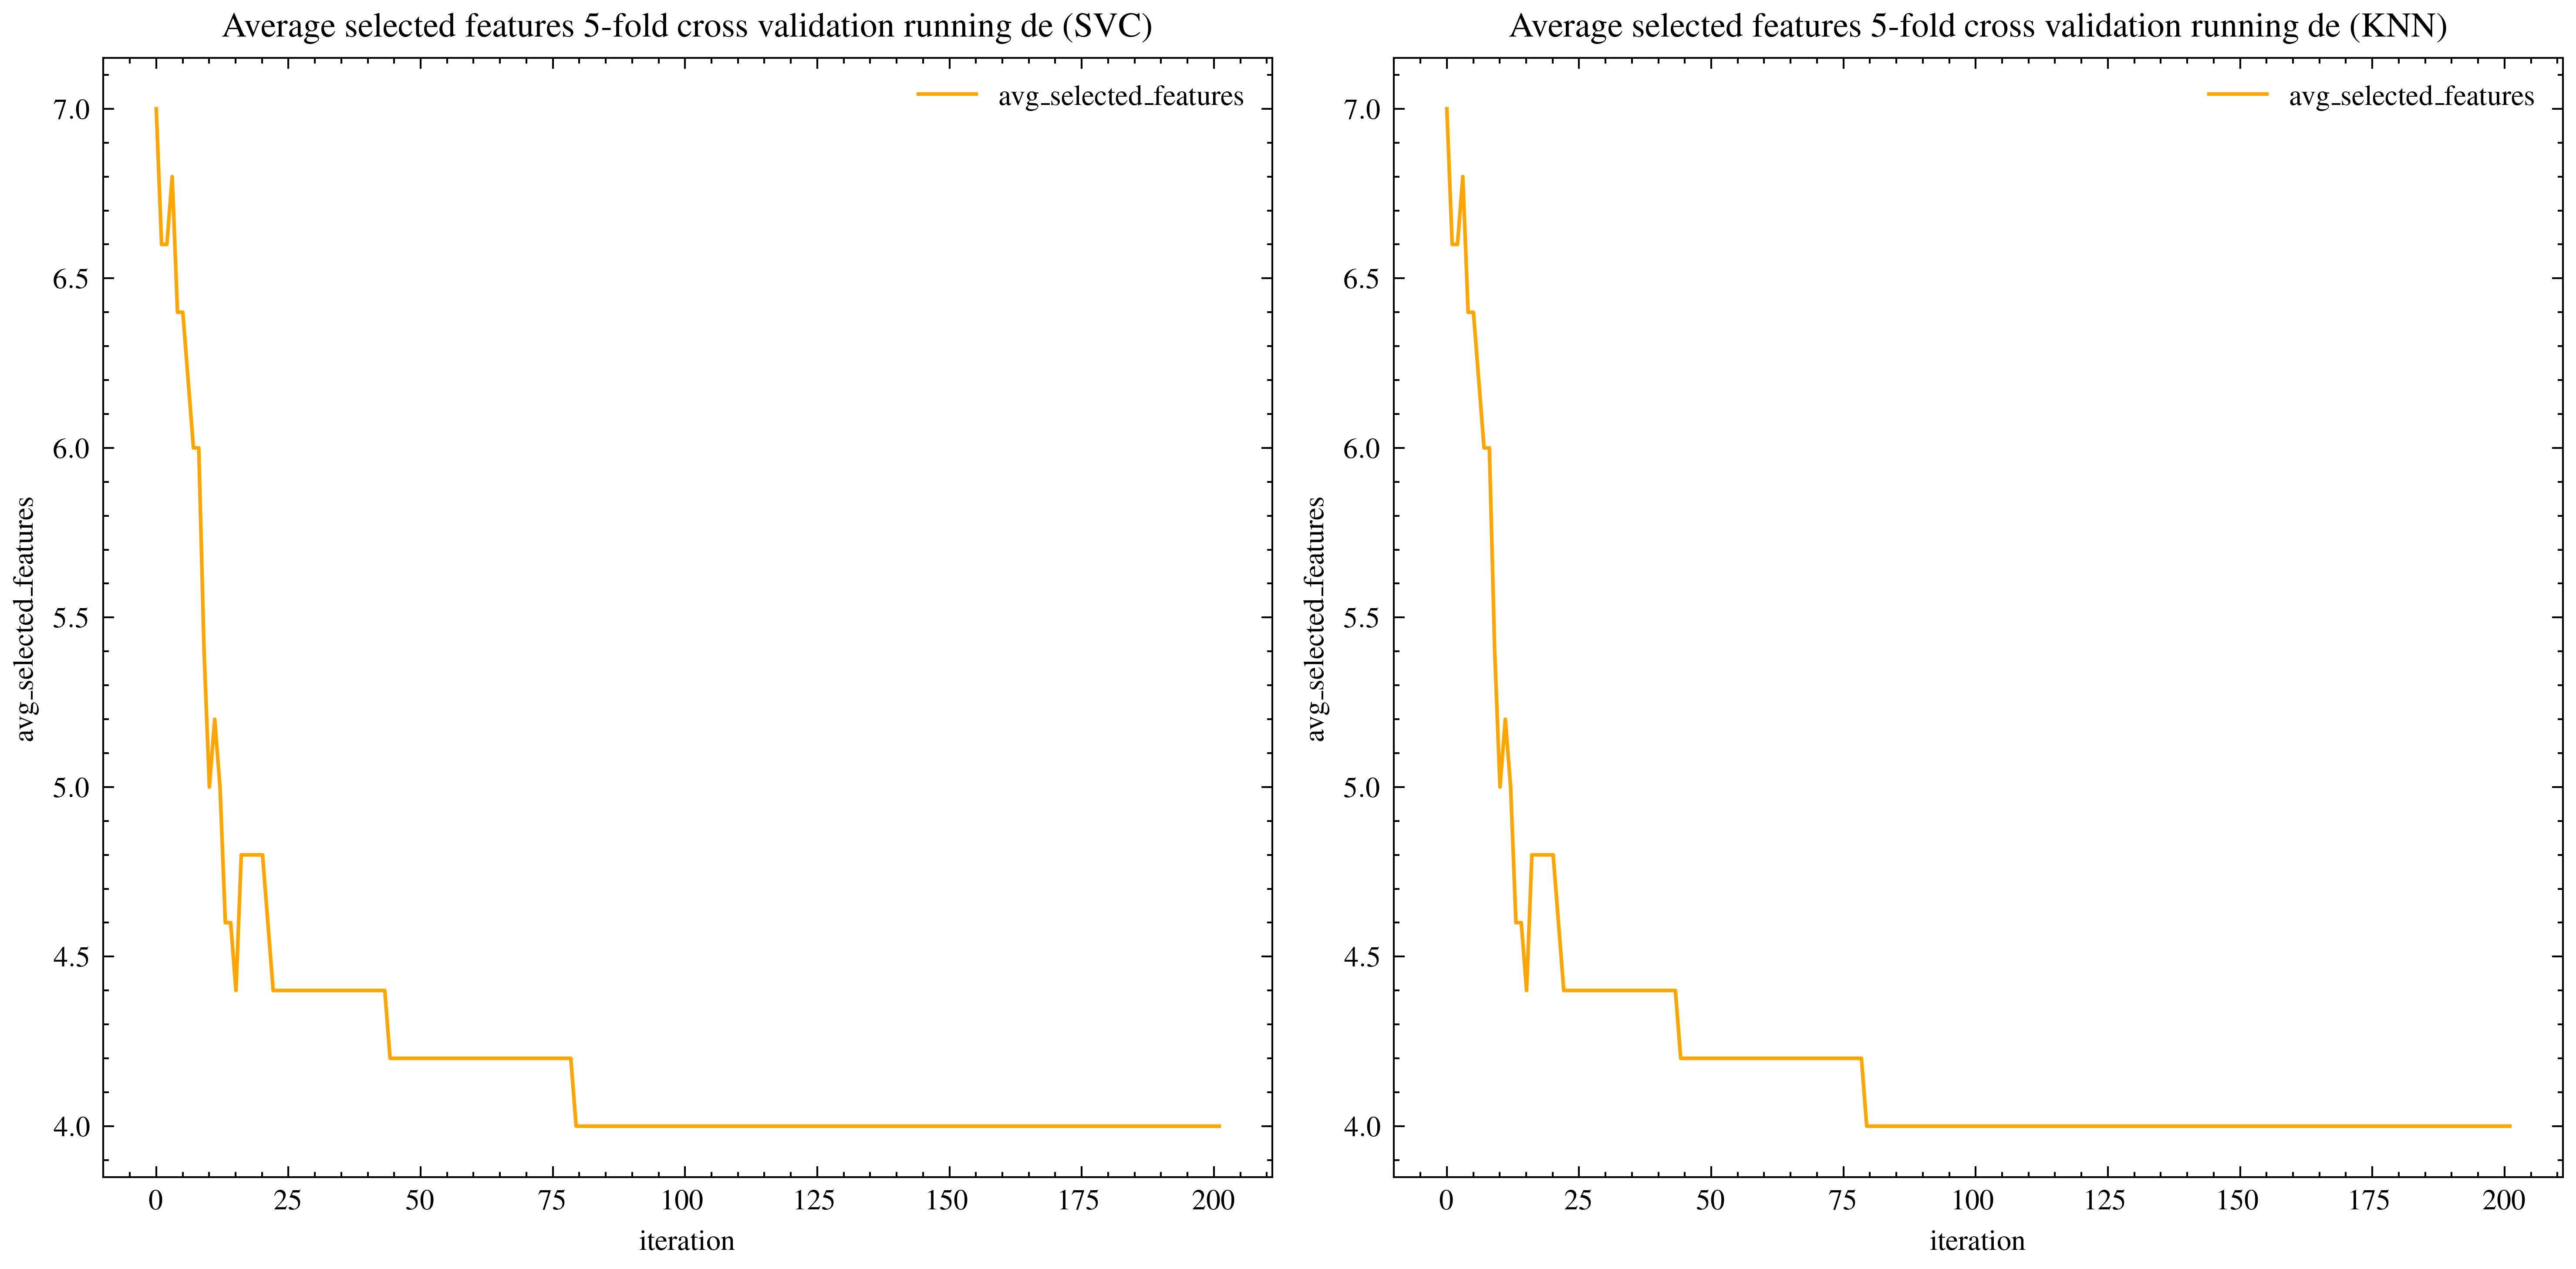 Average selected features 5-fold cross validation running de (SVC)
avg_selected_features
7.0
6.5
6.0
5.5
5.0
4.5
4.0
avg_selected_features
0 25 50 75 100 125 150 175 200
iteration
Average selected features 5-fold cross validation running de (KNN)
avg_selected_features
7.0
6.5
6.0
5.5
5.0
4.5
4.0
avg_selected_features
0 25 50 75 100 125 150 175 200
iteration